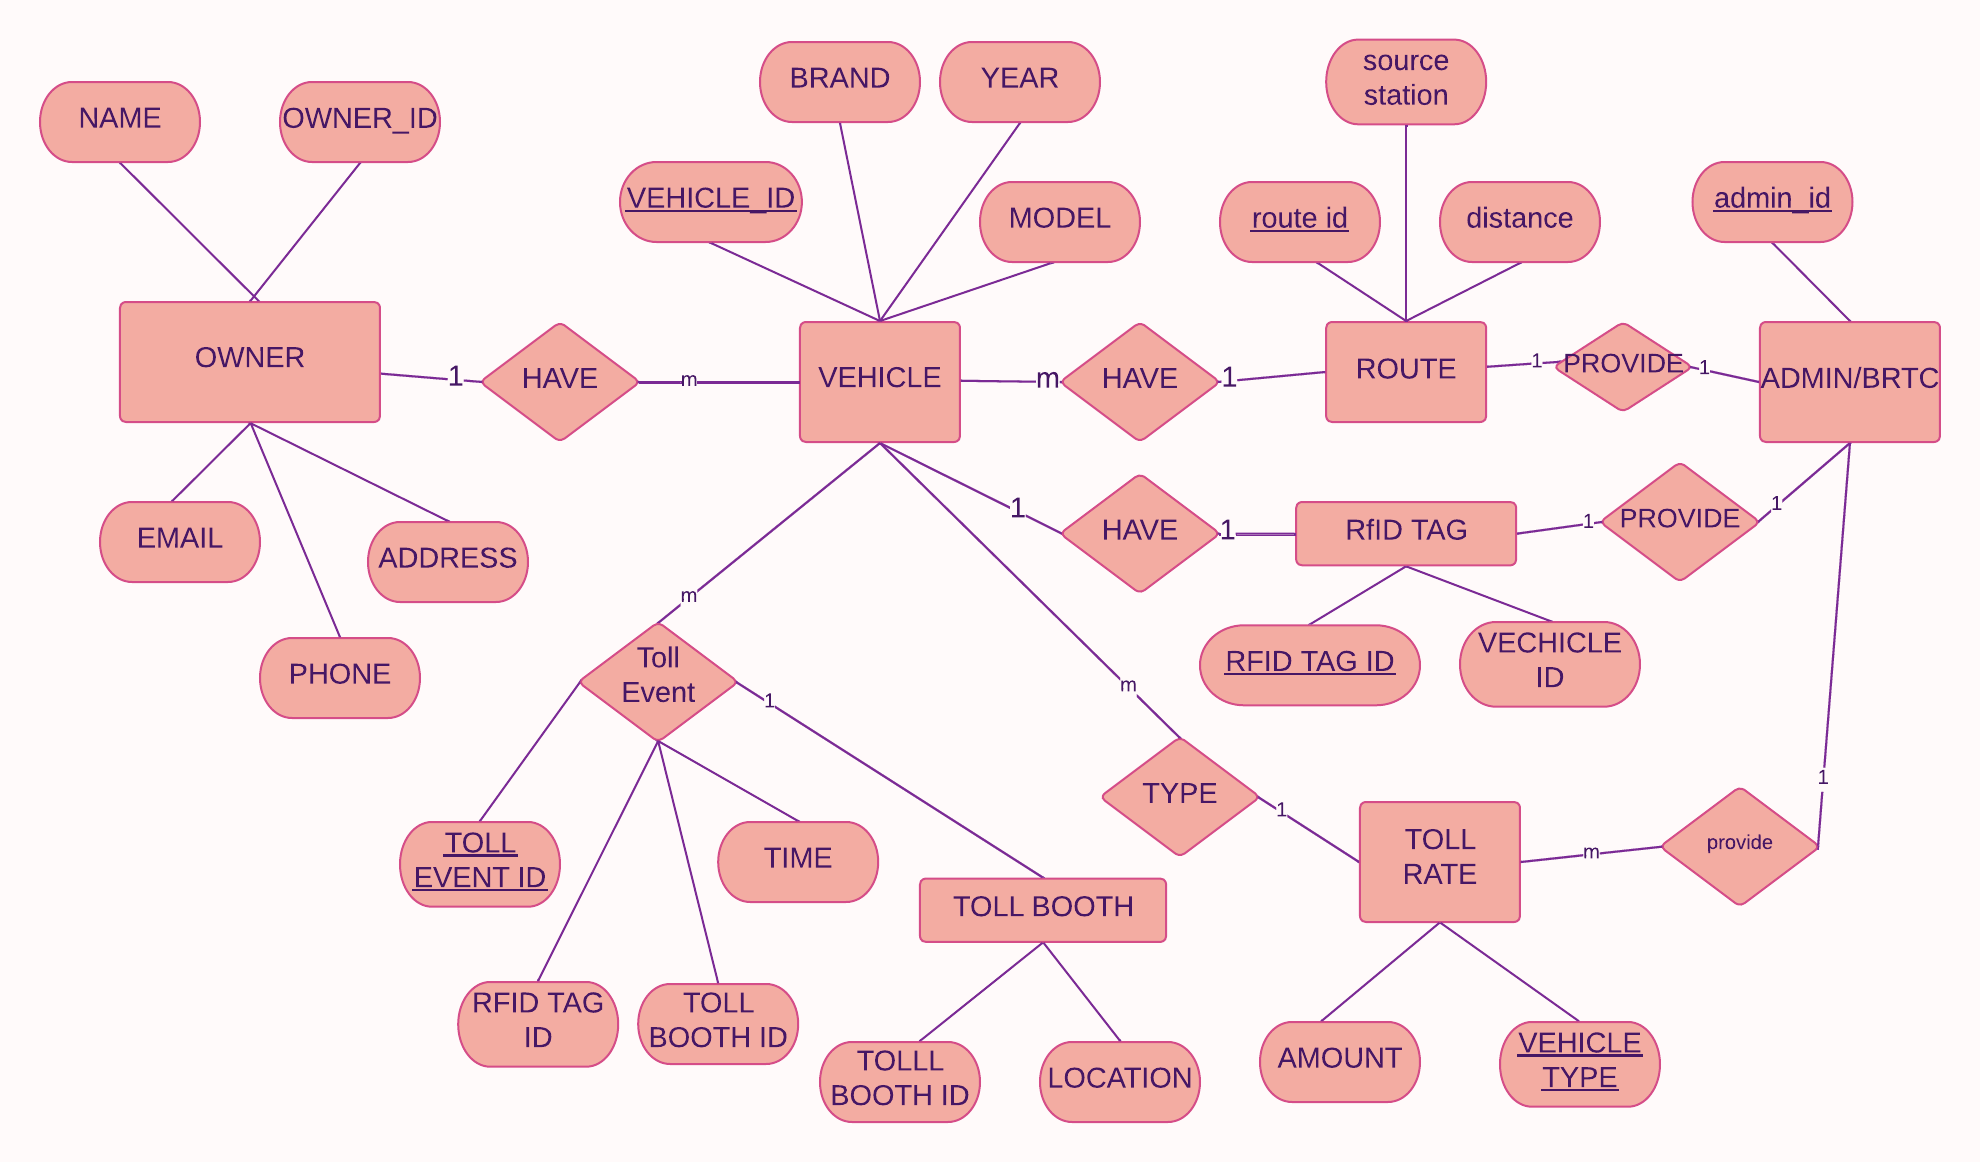 source
station
BRAND
YEAR
NAME
OWNER_ID
VEHICLE_ID
MODEL
route id
distance
admin_id
OWNER
1
HAVE
m
VEHICLE
m
HAVE
1
ROUTE
1
PROVIDE
1
ADMIN/BRTC
1
HAVE
1
RfID TAG
1
PROVIDE
1
EMAIL
ADDRESS
PHONE
m
Toll
Event
1
RFID TAG ID
VECHICLE
ID
m
TYPE
1
TOLL
RATE
m
provide
1
TOLL
EVENT ID
TIME
TOLL BOOTH
RFID TAG
ID
TOLL
BOOTH ID
TOLLL
BOOTH ID
LOCATION
AMOUNT
VEHICLE
TYPE